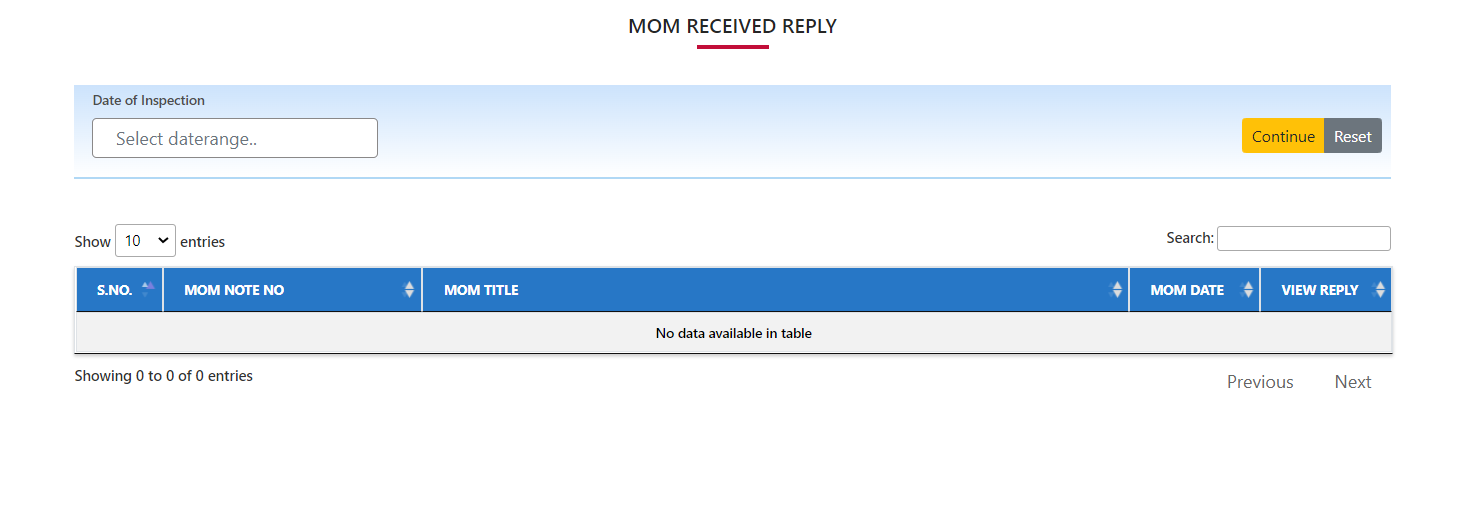 MOM RECEIVED REPLY
Date of Inspection
Select daterange..
Continue Reset
Show 10 entries Search:
S.NO. MOM NOTE NO MOM TITLE MOM DATE VIEW REPLY
No data available in table
Showing 0 to 0 of 0 entries
Previous Next